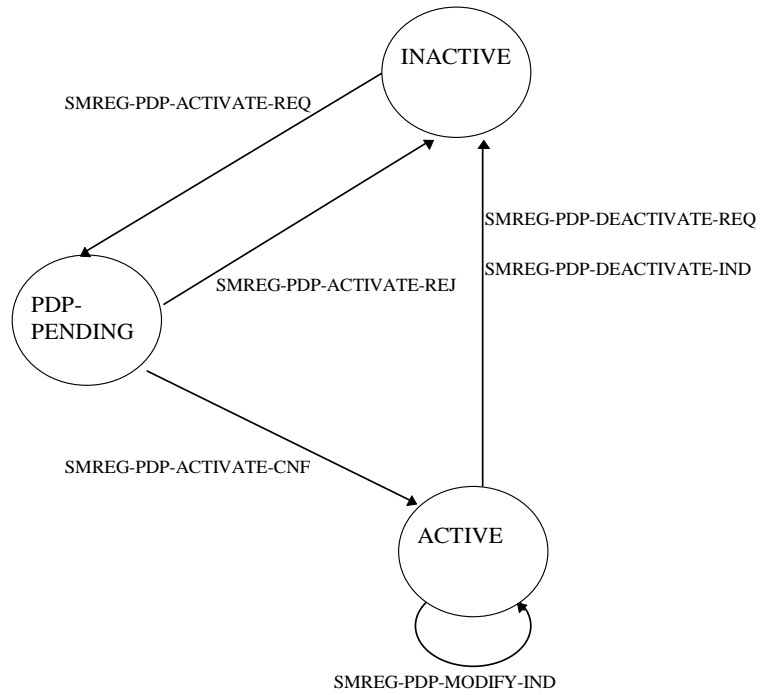 INACTIVE
SMREG-PDP-ACTIVATE-REQ
SMREG-PDP-DEACTIVATE-REQ
SMREG-PDP-DEACTIVATE-IND
SMREG-PDP-ACTIVATE-REJ
PDP-
PENDING
SMREG-PDP-ACTIVATE-CNF
ACTIVE
SMREG-PDP-MODIFY-IND